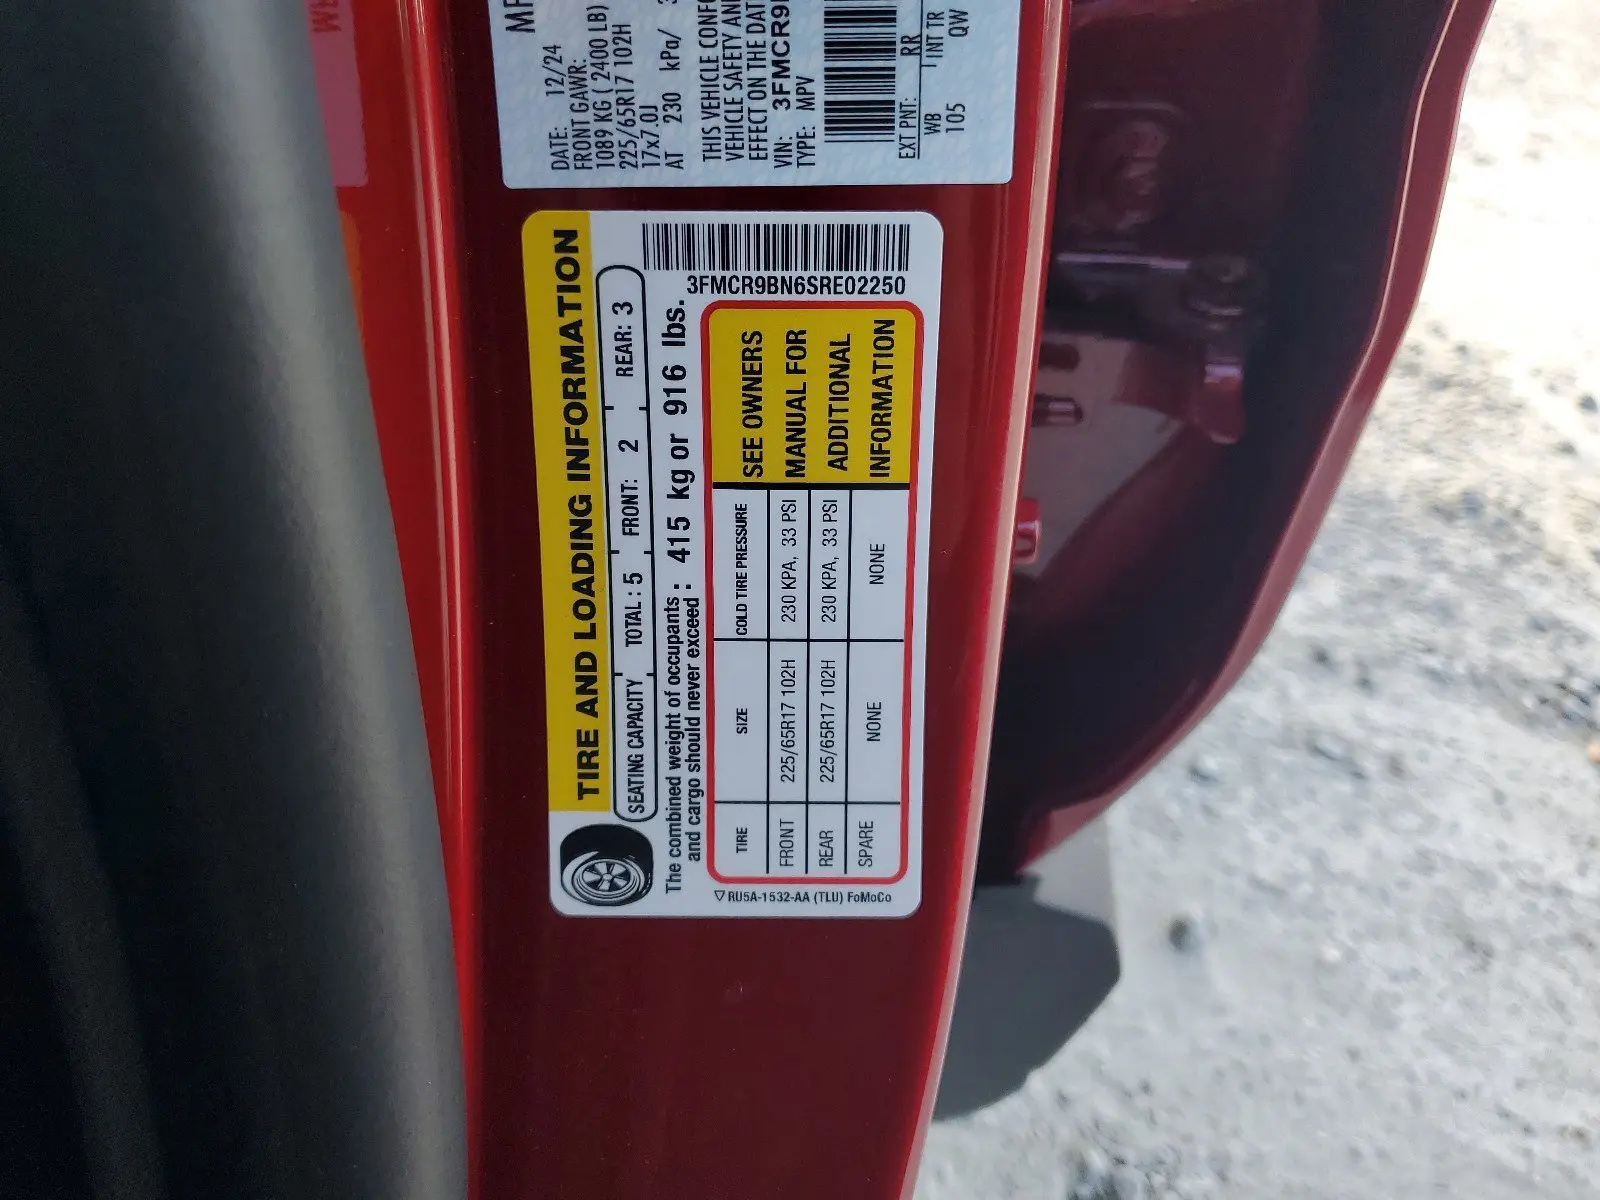 MF
DATE: 12/24
FRONT GAWR:
1089 KG ( 2400 LB)
225/65R17 102H
17x7.0J
AT 230 kPa/ 3
THIS VEHICLE CONF
VEHICLE SAFETY AN
EFFECT ON THE DAT
VIN: 3FMCR9
TYPE: MPV
EXT PNT: RR
WB INT TR
105 QW
TIRE AND LOADING INFORMATION
SEATING CAPACITY TOTAL : 5 FRONT: 2 REAR: 3
The combined weight of occupants
and cargo should never exceed : 415 kg or 916 lbs.
3FMCR9BN6SRE02250
TIRE SIZE COLD TIRE PRESSURE
FRONT 225/65R17 102H 230 KPA, 33 PSI
REAR 225/65R17 102H 230 KPA, 33 PSI
SPARE NONE NONE
SEE OWNERS
MANUAL FOR
ADDITIONAL
INFORMATION
RU5A-1532-AA (TLU) FoMoCo